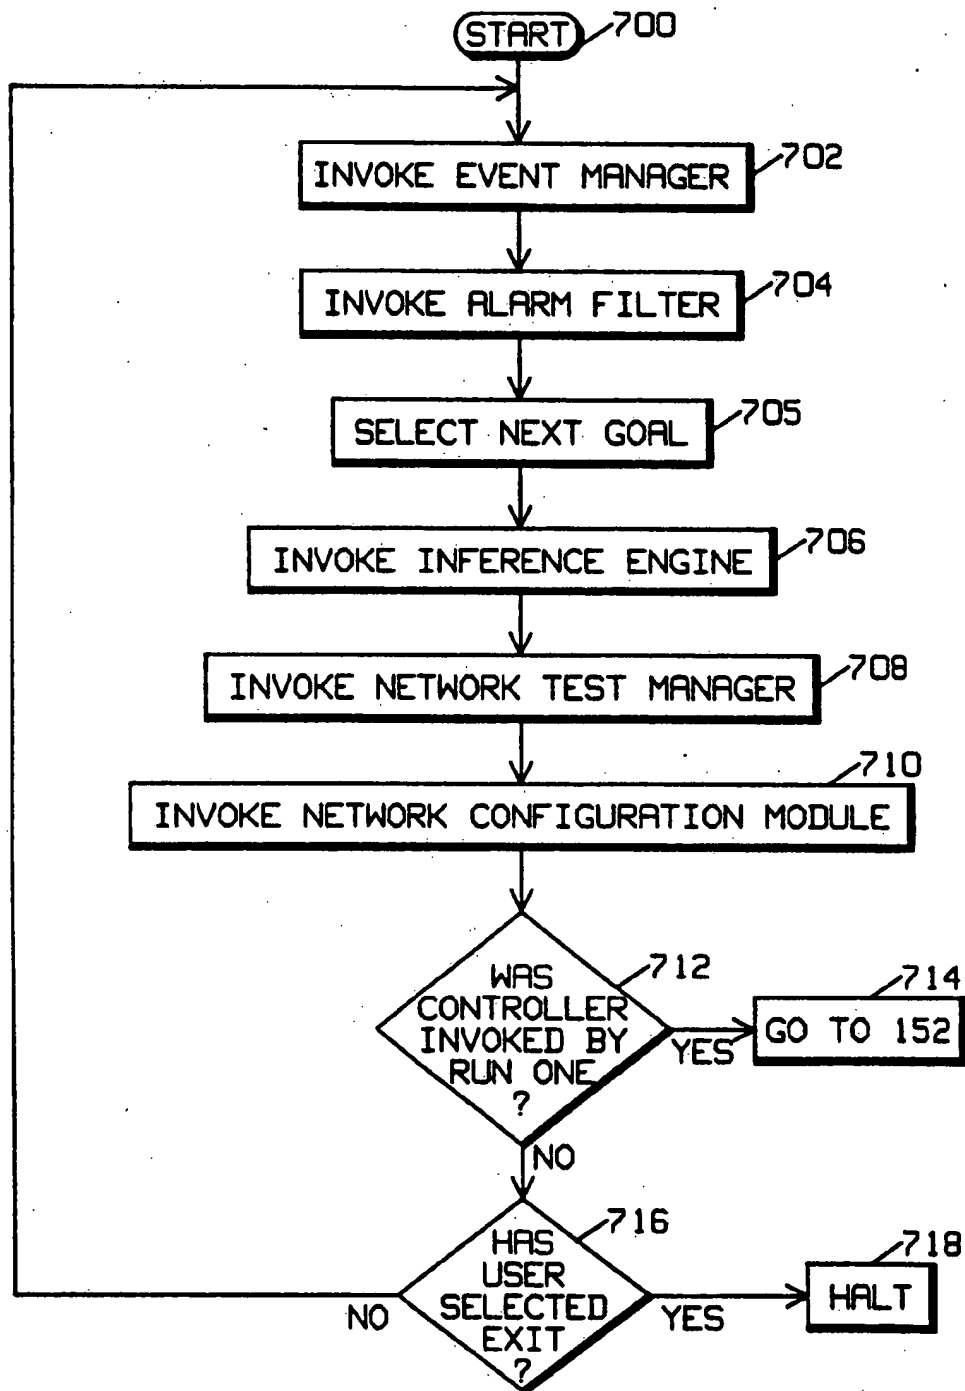 START
700
INVOKE EVENT MANAGER
702
INVOKE ALARM FILTER
704
SELECT NEXT GOAL
705
INVOKE INFERENCE ENGINE
706
INVOKE NETWORK TEST MANAGER
708
710
INVOKE NETWORK CONFIGURATION MODULE
712
WAS
CONTROLLER
INVOKED BY
RUN ONE
?
YES
714
GO TO 152
NO
716
HAS
USER
SELECTED
EXIT
?
NO
YES
718
HALT